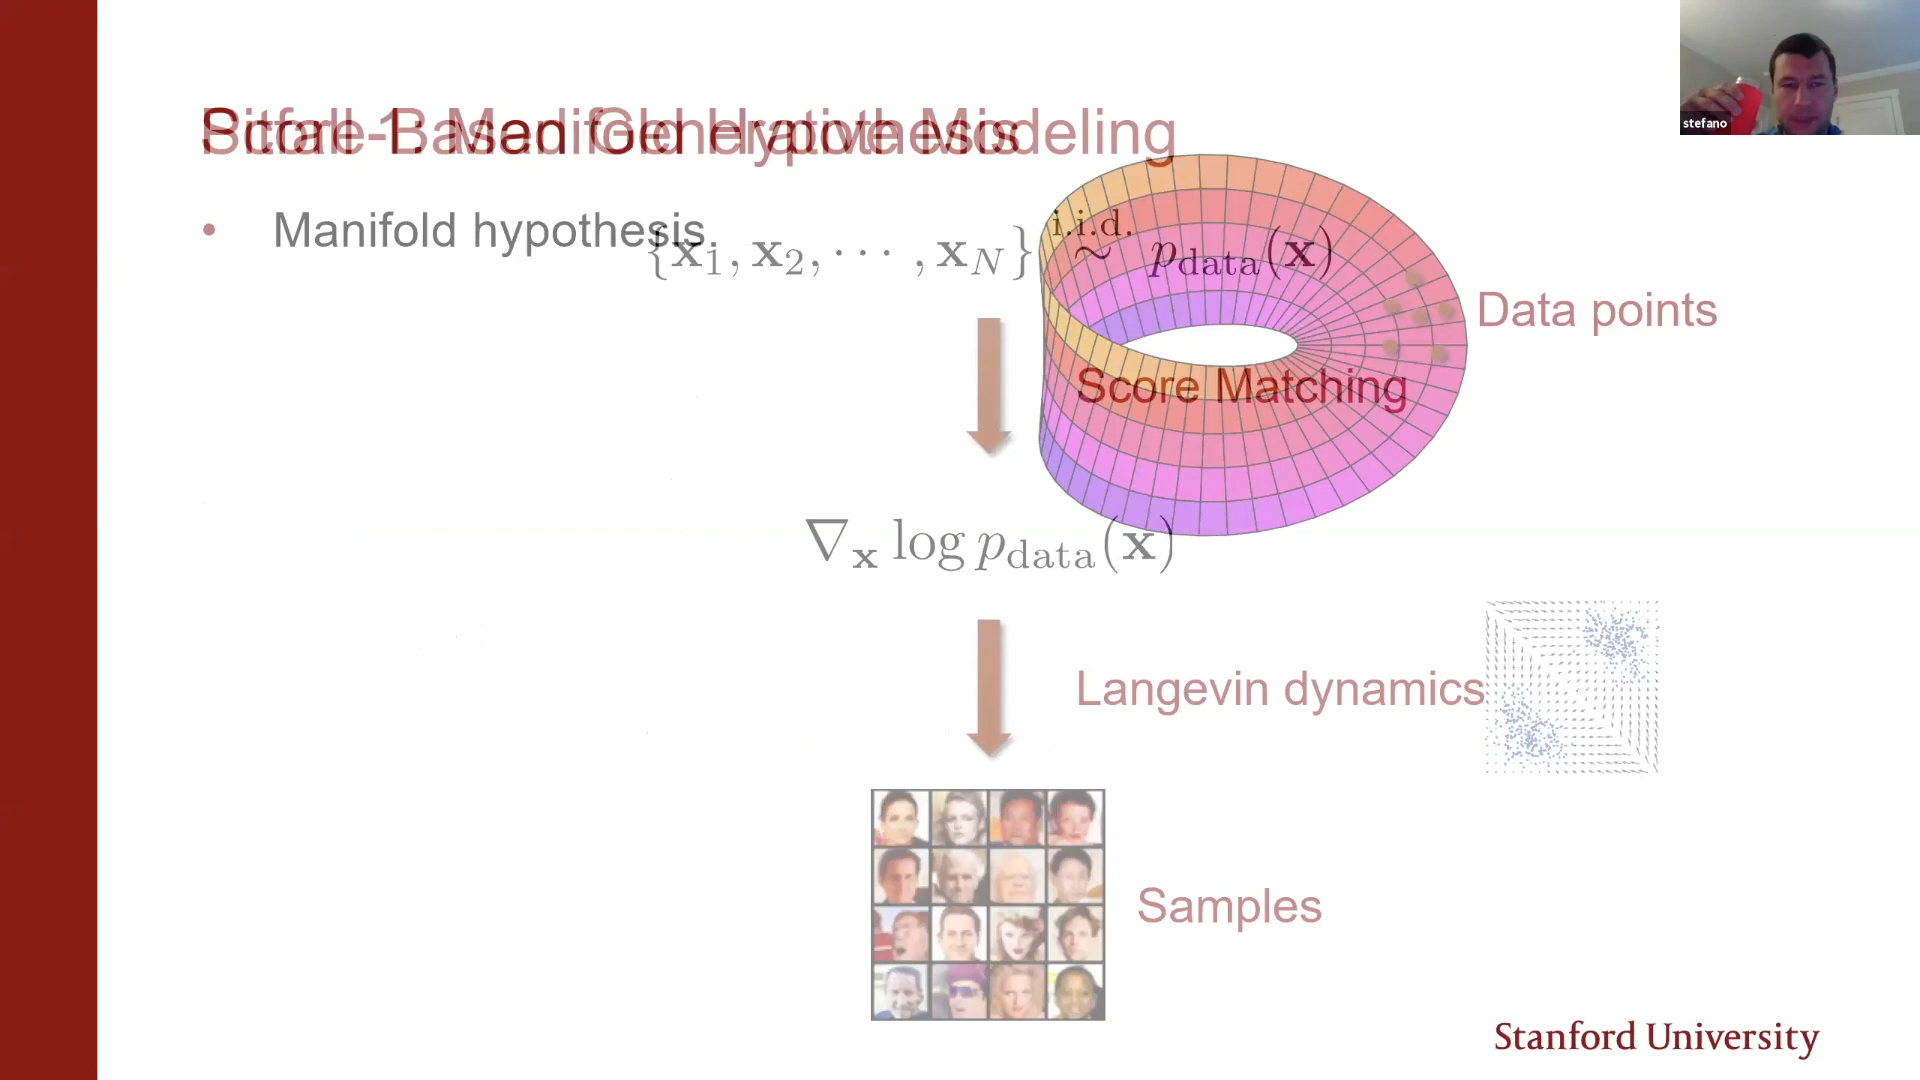 Score-Based Generative Modeling
Pitfall 1: Manifold hypothesis
stefano
• Manifold hypothesis.
{x₁, x₂, ⋯ , x_N} i.i.d. ∼ p_data(x)
Data points
Score Matching
∇ₓ log p_data(x)
Langevin dynamics
Samples
Stanford University